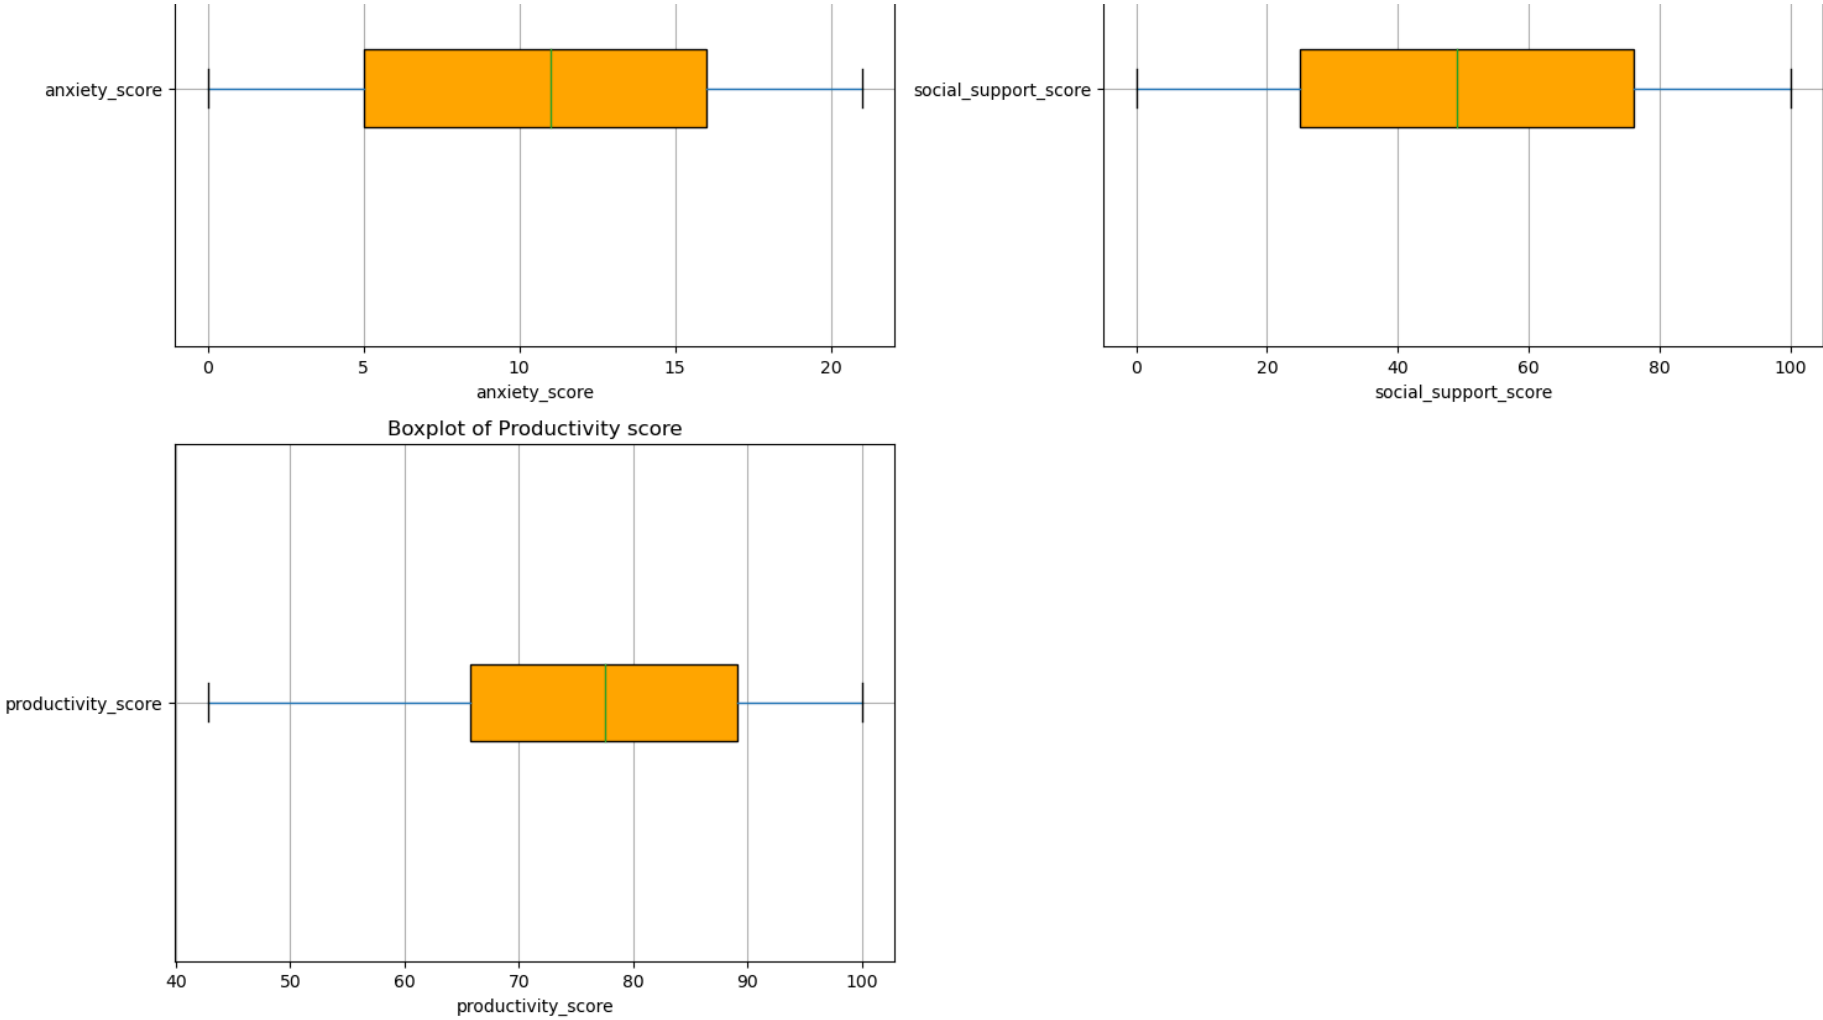 anxiety_score
0 5 10 15 20
anxiety_score
social_support_score
0 20 40 60 80 100
social_support_score
Boxplot of Productivity score
productivity_score
40 50 60 70 80 90 100
productivity_score